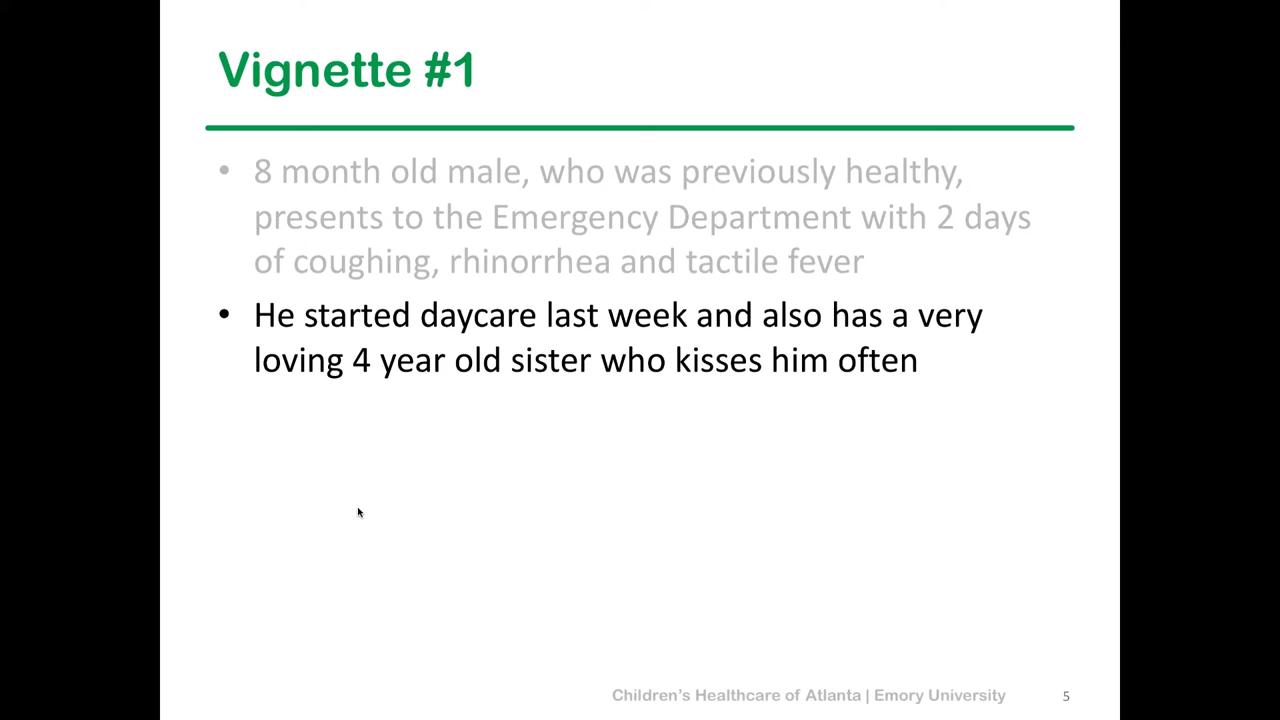 Vignette #1
• 8 month old male, who was previously healthy,
presents to the Emergency Department with 2 days
of coughing, rhinorrhea and tactile fever
• He started daycare last week and also has a very
loving 4 year old sister who kisses him often
Children's Healthcare of Atlanta | Emory University 5